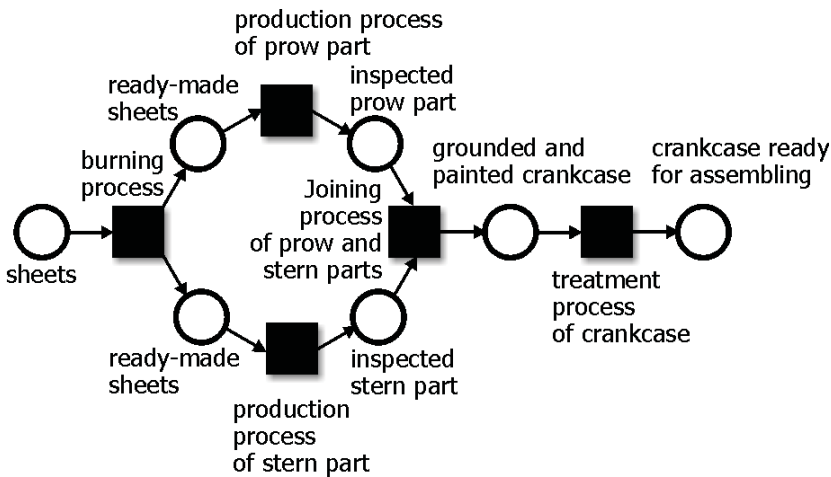 production process
of prow part
ready-made
sheets
inspected
prow part
burning
process
grounded and
painted crankcase
crankcase ready
for assembling
Joining
process
of prow and
stern parts
sheets
treatment
process
of crankcase
ready-made
sheets
inspected
stern part
production
process
of stern part